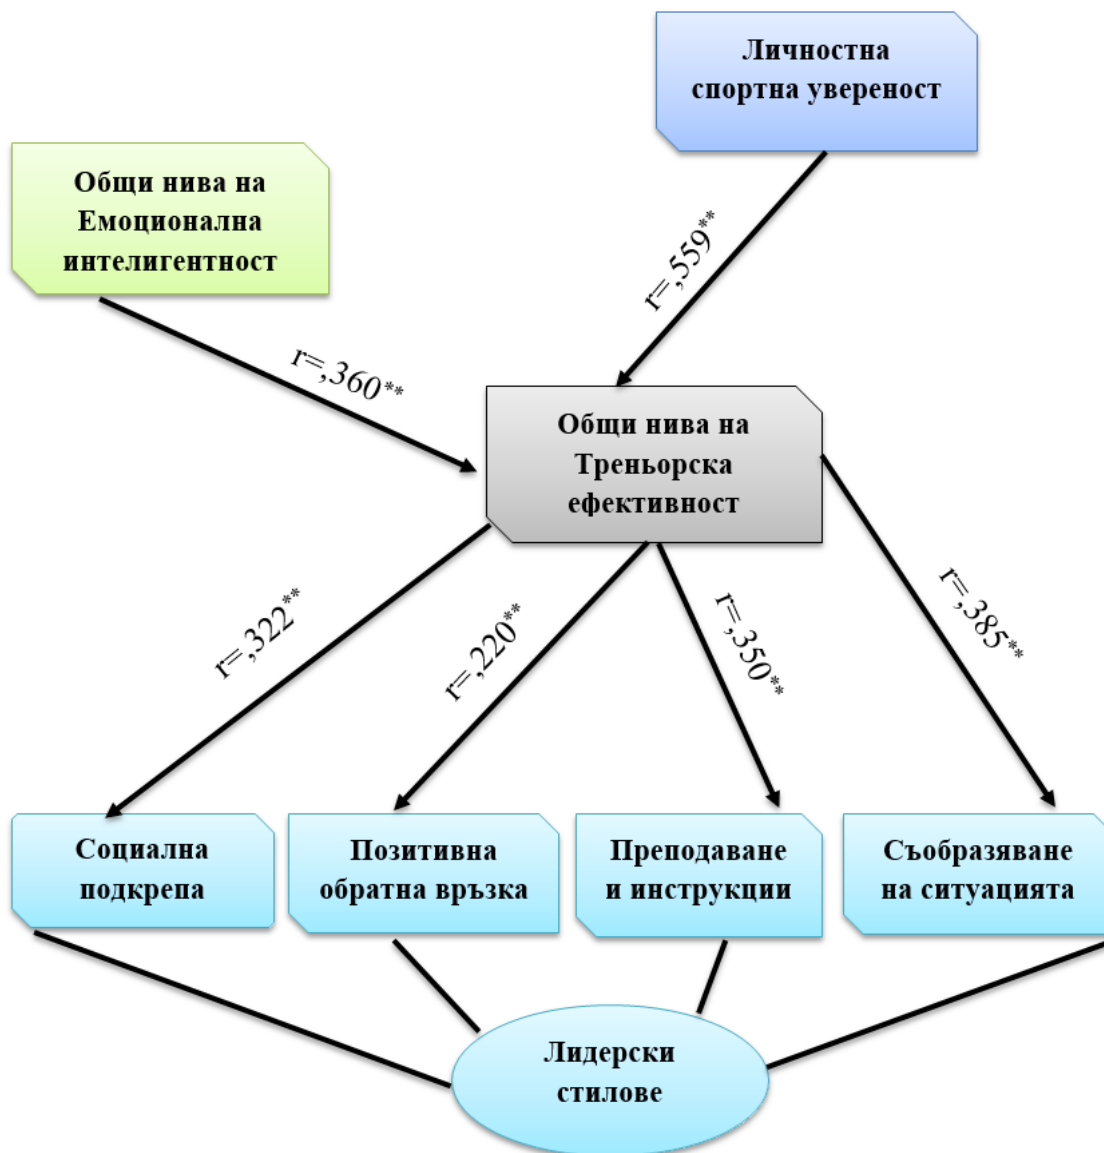 Личностна
спортна увереност
Общи нива на
Емоционална
интелигентност
r=,559**
r=,360**
Общи нива на
Треньорска
ефективност
r=,322**
r=,220**
r=,350**
r=,385**
Социална
подкрепа
Позитивна
обратна връзка
Преподаване
и инструкции
Съобразяване
на ситуацията
Лидерски
стилове